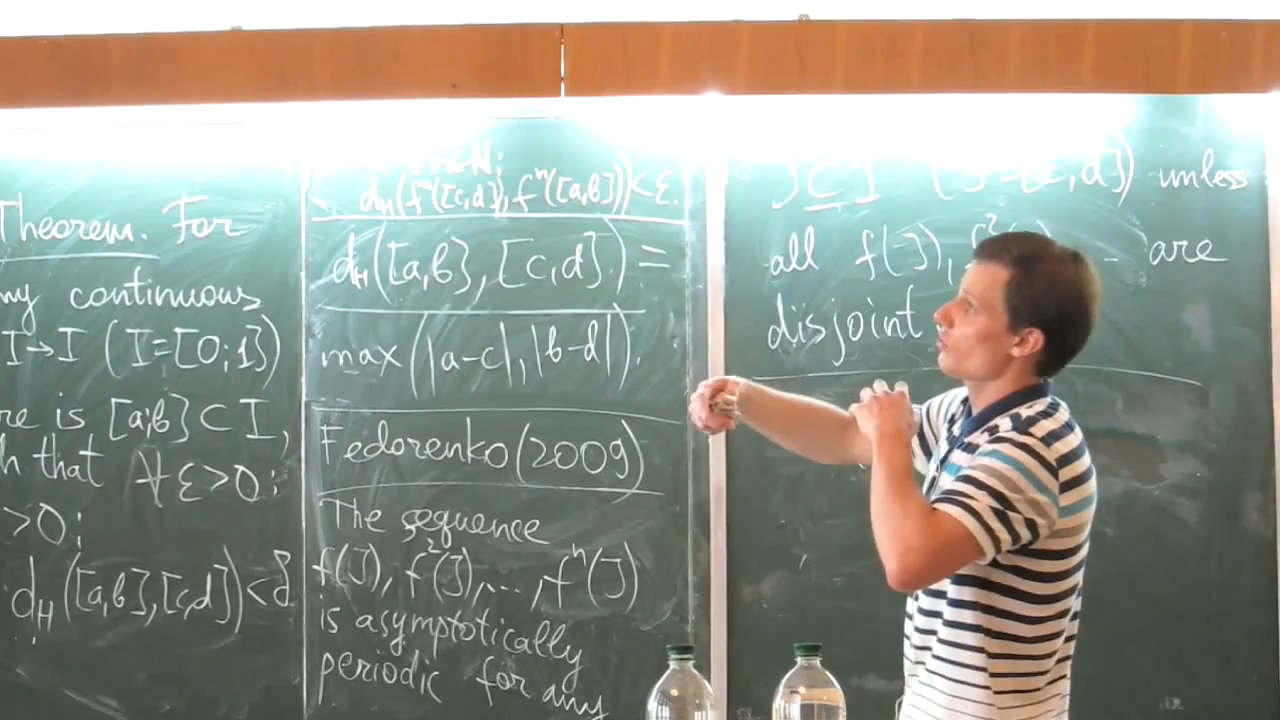 Theorem. For
ny continuous
I→I (I=[0;1])
re is [a;b]⊂I,
h that ∀ε>0:
>0:
d_H([a,b],[c,d])<δ
∈N:
d_H(f^n([c,d]), f^n([a,b]))<ε.
d_H([a,b],[c,d])=
max(|a-c|,|b-d|).
Fedorenko(2009)
The sequence
f(J), f²(J),..., f^n(J)
is asymptotically
periodic for any
J⊆I (J=[c,d]) unless
all f(J), f² are
disjoint